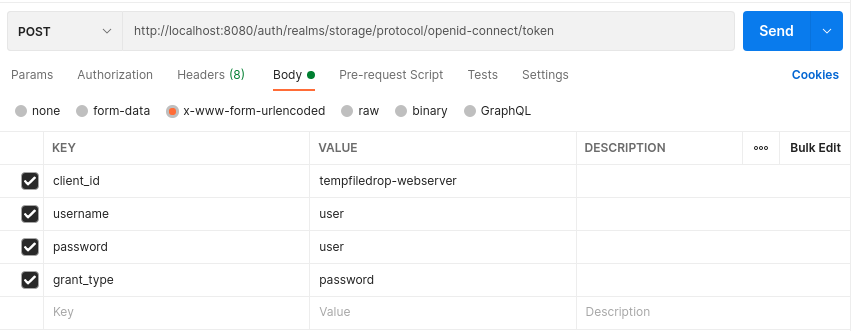 POST http://localhost:8080/auth/realms/storage/protocol/openid-connect/token Send
Params Authorization Headers (8) Body Pre-request Script Tests Settings Cookies
none form-data x-www-form-urlencoded raw binary GraphQL
KEY VALUE DESCRIPTION ooo Bulk Edit
client_id tempfiledrop-webserver
username user
password user
grant_type password
Key Value Description